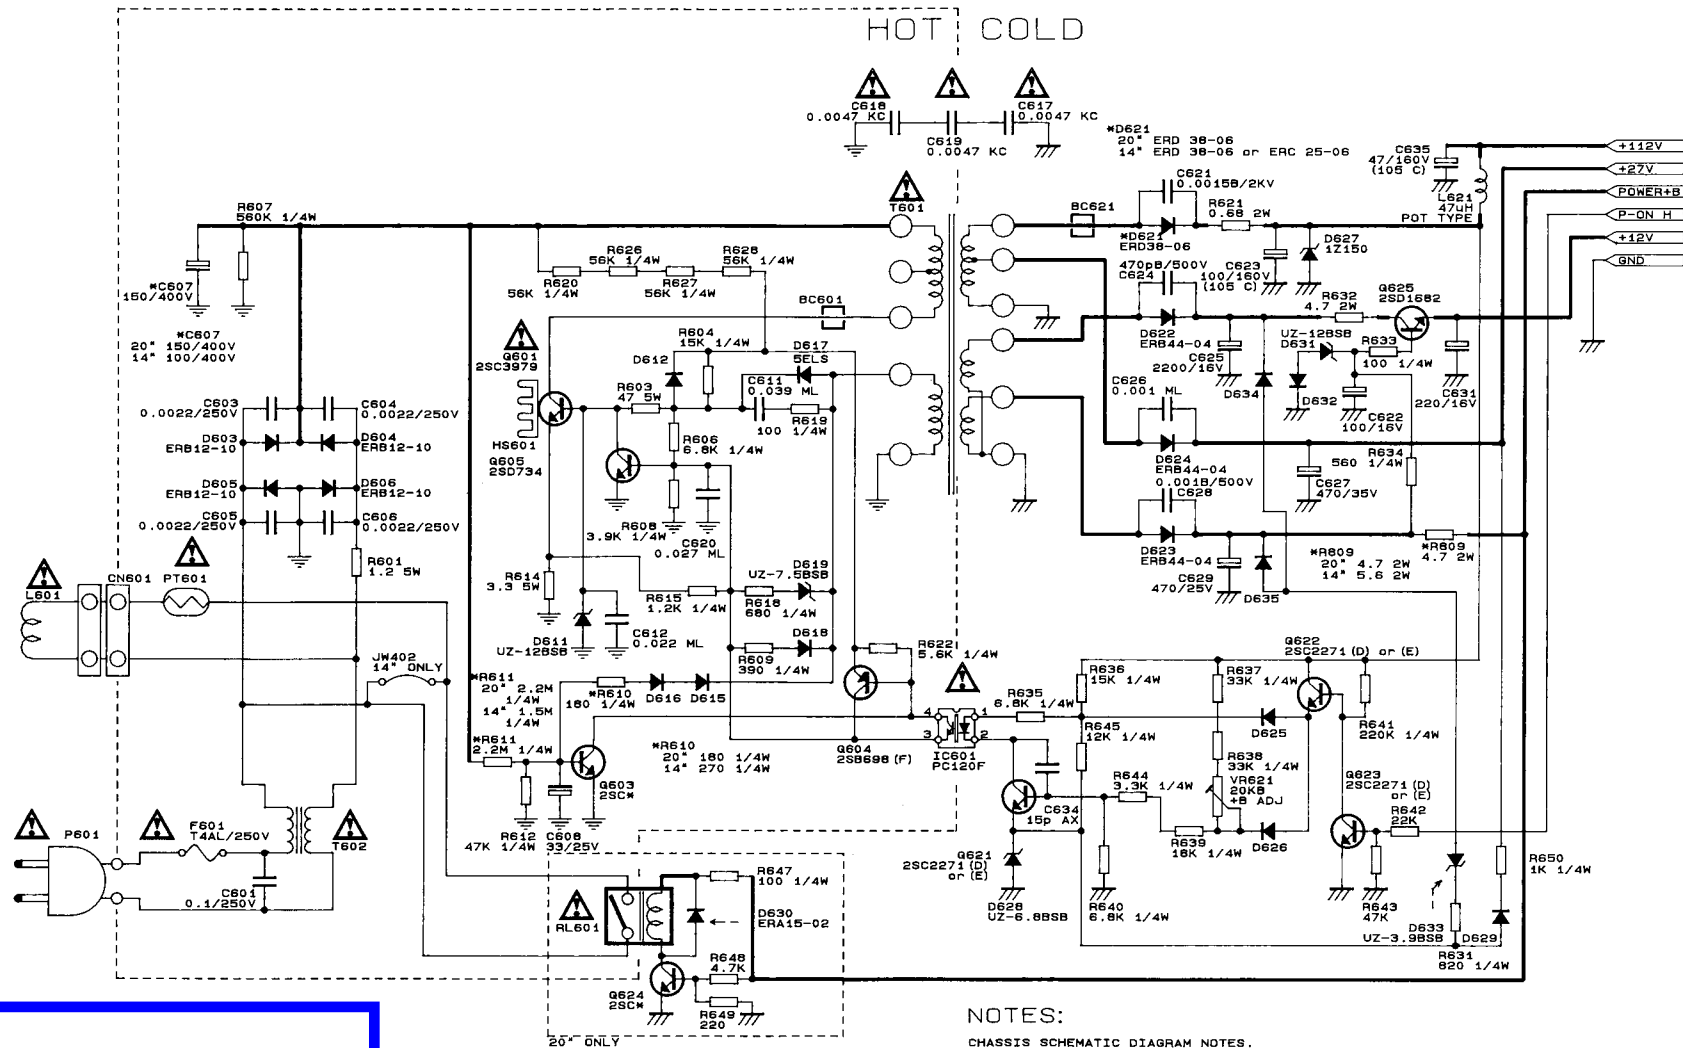 HOT COLD
C618
0.0047 KC
C617
0.0047 KC
C619
0.0047 KC
*D621
20" ERD 38-06
14" ERD 38-06 or ERC 25-06
C635
47/160V
(105 C)
+112V
+27V
POWER+B
P-ON H
+12V
GND
L621
47uH
POT TYPE
T601
C621
0.0015B/2KV
BC621
R621
0.68 2W
*D621
ERD38-06
D627
1Z150
470pB/500V
C624
C623
100/160V
(105 C)
R607
560K 1/4W
*C607
150/400V
*C607
20" 150/400V
14" 100/400V
R626
56K 1/4W
R628
56K 1/4W
R620
56K 1/4W
R627
56K 1/4W
BC601
Q625
2SD1682
R632
4.7 2W
D622
ERB44-04
UZ-12BSB
D631
R633
100 1/4W
C625
2200/16V
C626
0.001 ML
D634
D632
C622
100/16V
C631
220/16V
Q601
2SC3979
R604
15K 1/4W
D612
D617
5ELS
C611
0.039 ML
R603
47 5W
100
R619
1/4W
HS601
R606
6.8K 1/4W
Q605
2SD734
C603
0.0022/250V
C604
0.0022/250V
D603
ERB12-10
D604
ERB12-10
D605
ERB12-10
D606
ERB12-10
C605
0.0022/250V
C606
0.0022/250V
D624
ERB44-04
0.001B/500V
C628
R634
560 1/4W
C627
470/35V
R608
3.9K 1/4W
C620
0.027 ML
R601
1.2 5W
D623
ERB44-04
*R809
20" 4.7 2W
14" 5.6 2W
*R809
4.7 2W
C629
470/25V
D635
L601
CN601
PT601
R614
3.3 5W
D619
UZ-7.5BSB
R615
1.2K 1/4W
R618
680 1/4W
D611
UZ-12BSB
C612
0.022 ML
D618
R609
390 1/4W
R622
5.6K 1/4W
JW402
14" ONLY
*R611
20" 2.2M
1/4W
14" 1.5M
1/4W
*R610
180 1/4W
D616
D615
Q622
2SC2271 (D) or (E)
R636
15K 1/4W
R637
33K 1/4W
R635
6.8K 1/4W
4
1
3
2
R645
12K 1/4W
D625
R641
220K 1/4W
*R611
2.2M 1/4W
*R610
20" 180 1/4W
14" 270 1/4W
Q604
2SB698 (F)
IC601
PC120F
R638
33K 1/4W
VR621
20KB
+B ADJ
Q603
2SC*
R644
3.3K 1/4W
Q623
2SC2271 (D)
or (E)
R642
22K
C634
15p AX
P601
F601
T4AL/250V
T602
R612
47K 1/4W
C608
33/25V
R639
18K 1/4W
D626
Q621
2SC2271 (D)
or (E)
R650
1K 1/4W
C601
0.1/250V
R647
100 1/4W
RL601
D630
ERA15-02
D628
UZ-6.8BSB
R640
6.8K 1/4W
R643
47K
D633
UZ-3.9BSB
D629
R631
820 1/4W
R648
4.7K
Q624
2SC*
R649
220
20" ONLY
NOTES:
CHASSIS SCHEMATIC DIAGRAM NOTES.